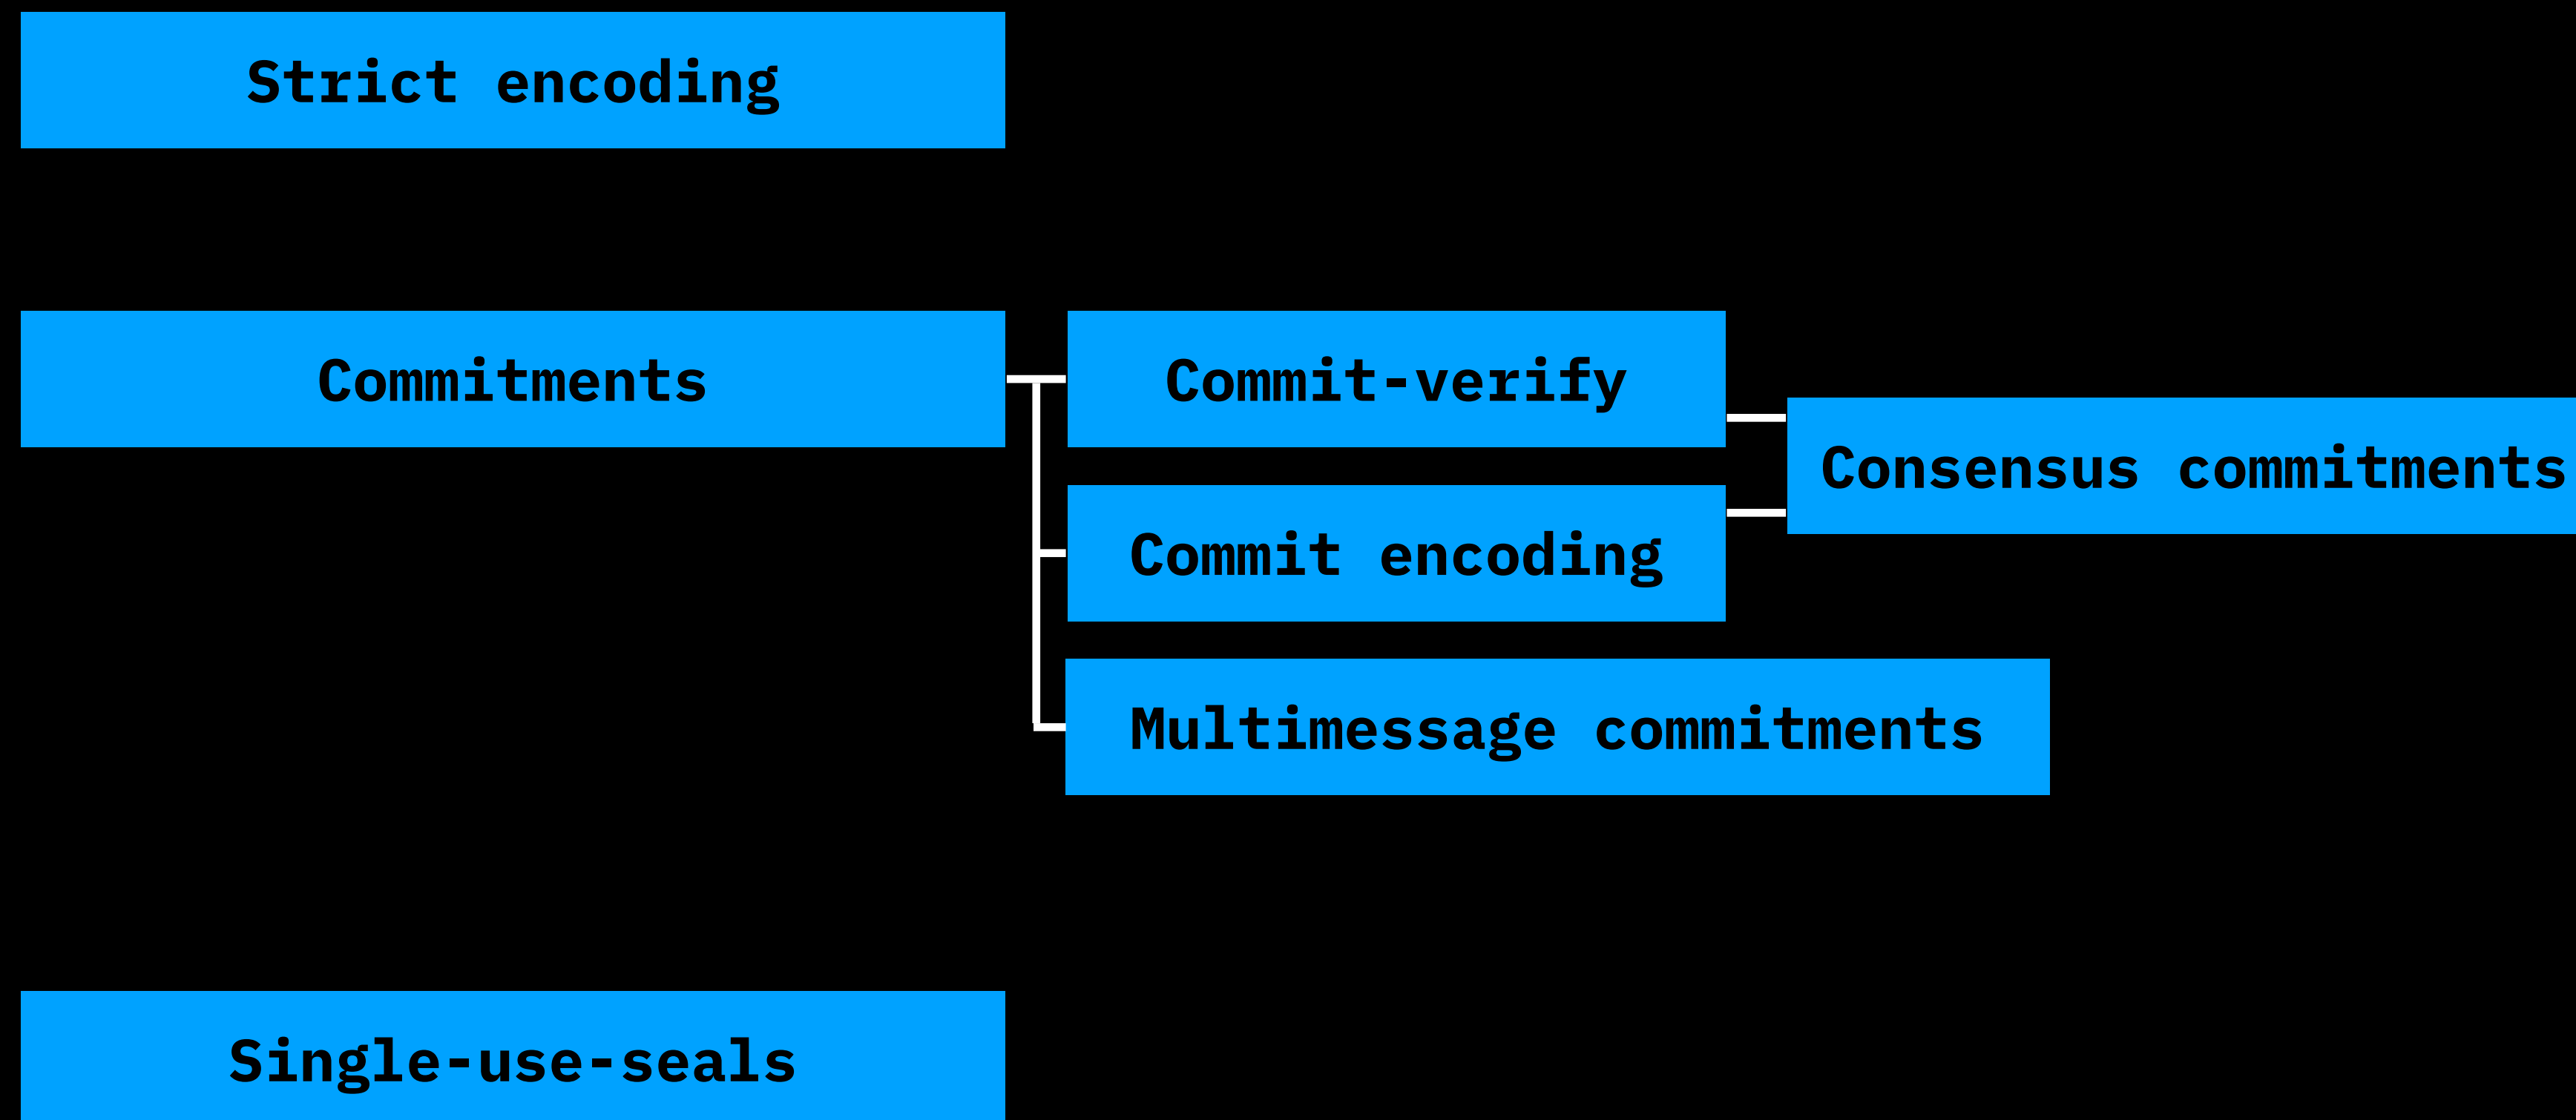 Strict encoding
Commitments
Commit-verify
Consensus commitments
Commit encoding
Multimessage commitments
Single-use-seals